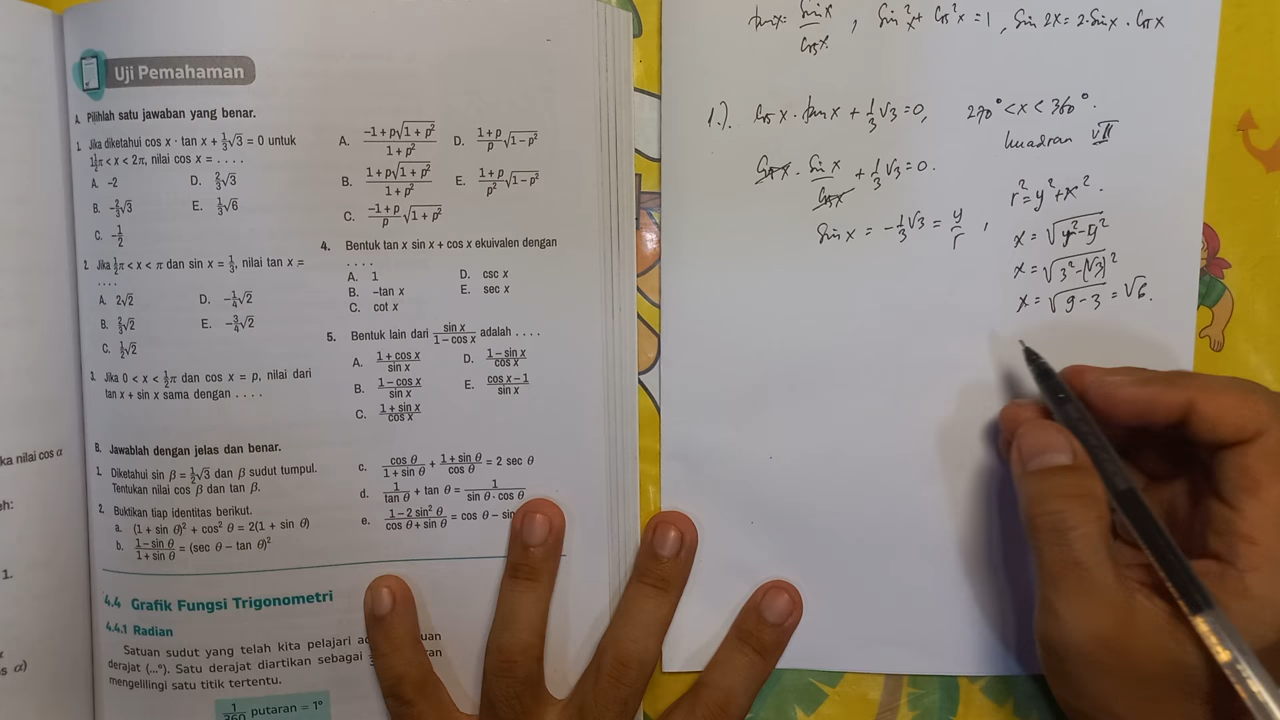 Uji Pemahaman
A. Pilihlah satu jawaban yang benar.
1. Jika diketahui cos x · tan x + 1/3√3 = 0 untuk
1½π < x < 2π, nilai cos x = . . . .
A. -2
D. 2/3√3
B. -2/3√3
E. 1/3√6
C. -1/2
2. Jika ½π < x < π dan sin x = 1/3, nilai tan x =
. . . .
A. 2√2
D. -1/4√2
B. 2/3√2
E. -3/4√2
C. 1/2√2
3. Jika 0 < x < ½π dan cos x = p, nilai dari
tan x + sin x sama dengan . . . .
A. (-1 + p√(1 + p²))/(1 + p²)
D. (1 + p)/p √(1 - p²)
B. (1 + p√(1 + p²))/(1 + p²)
E. (1 + p)/p² √(1 - p²)
C. (-1 + p)/p √(1 + p²)
4. Bentuk tan x sin x + cos x ekuivalen dengan
. . . .
A. 1
D. csc x
B. -tan x
E. sec x
C. cot x
5. Bentuk lain dari sin x/(1 - cos x) adalah . . . .
A. (1 + cos x)/sin x
D. (1 - sin x)/cos x
B. (1 - cos x)/sin x
E. (cos x - 1)/sin x
C. (1 + sin x)/cos x
B. Jawablah dengan jelas dan benar.
1. Diketahui sin β = ½√3 dan β sudut tumpul.
Tentukan nilai cos β dan tan β.
2. Buktikan tiap identitas berikut.
a. (1 + sin θ)² + cos² θ = 2(1 + sin θ)
b. (1 - sin θ)/(1 + sin θ) = (sec θ - tan θ)²
c. cos θ/(1 + sin θ) + (1 + sin θ)/cos θ = 2 sec θ
d. 1/tan θ + tan θ = 1/(sin θ · cos θ)
e. (1 - 2 sin² θ)/(cos θ + sin θ) = cos θ - sin
4.4 Grafik Fungsi Trigonometri
4.4.1 Radian
Satuan sudut yang telah kita pelajari
derajat (...°). Satu derajat diartikan sebagai
mengelilingi satu titik tertentu.
1/360 putaran = 1°
ka nilai cos α
eh:
1.
s α)
tan x = sin x/cos x , sin² x + cos² x = 1 , sin 2x = 2 · sin x · cos x
1.). cos x · tan x + 1/3 √3 = 0, 270° < x < 360°.
kuadran
cos x · sin x/cos x + 1/3 √3 = 0.
sin x = -1/3 √3 = y/r ,
r² = y² + x².
x = √(r² - y²)
x = √(3² - (√3)²)
x = √(9 - 3) = √6.